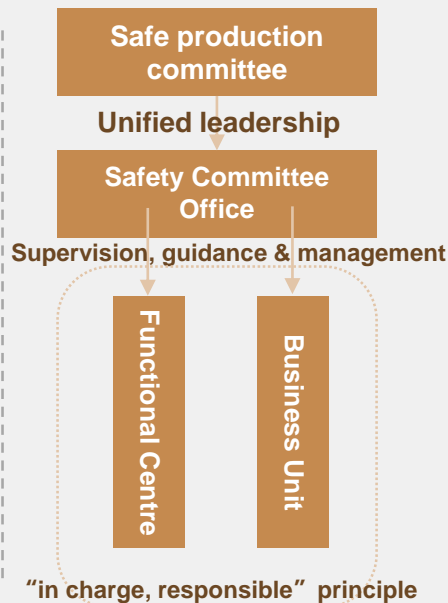 Safe production
committee
Unified leadership
Safety Committee
Office
Supervision, guidance & management
Functional Centre
Business Unit
“in charge, responsible” principle